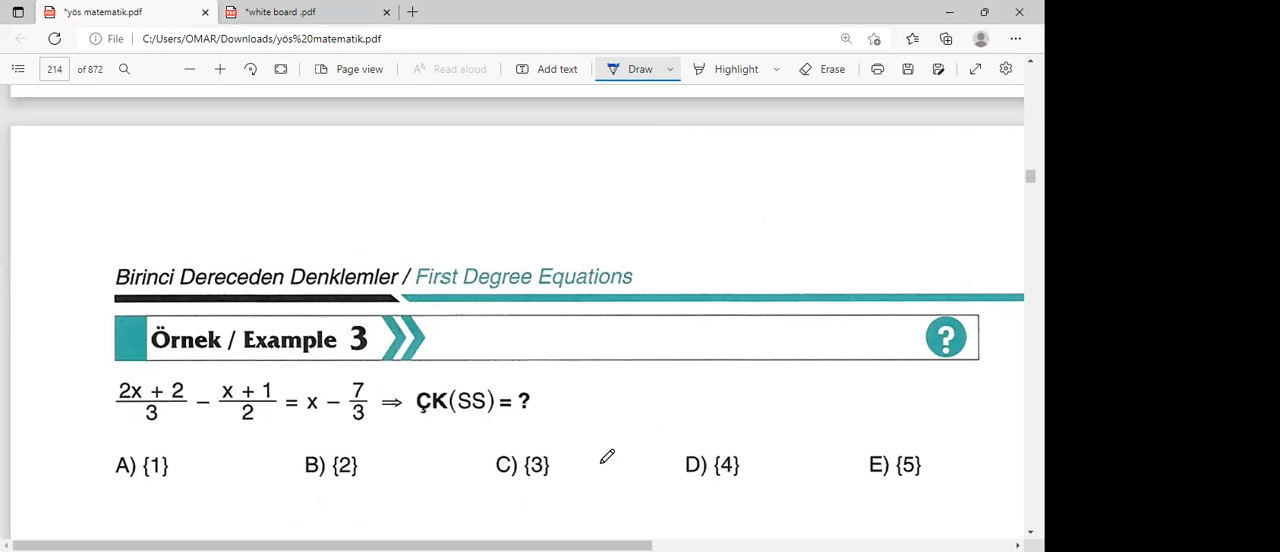 *yös matematik.pdf
*white board .pdf
File C:/Users/OMAR/Downloads/yös%20matematik.pdf
214 of 872 Page view Read aloud Add text Draw Highlight Erase
Birinci Dereceden Denklemler / First Degree Equations
Örnek / Example 3
?
(2x + 2)/3 − (x + 1)/2 = x − 7/3 ⇒ ÇK(SS) = ?
A) {1} B) {2} C) {3} D) {4} E) {5}